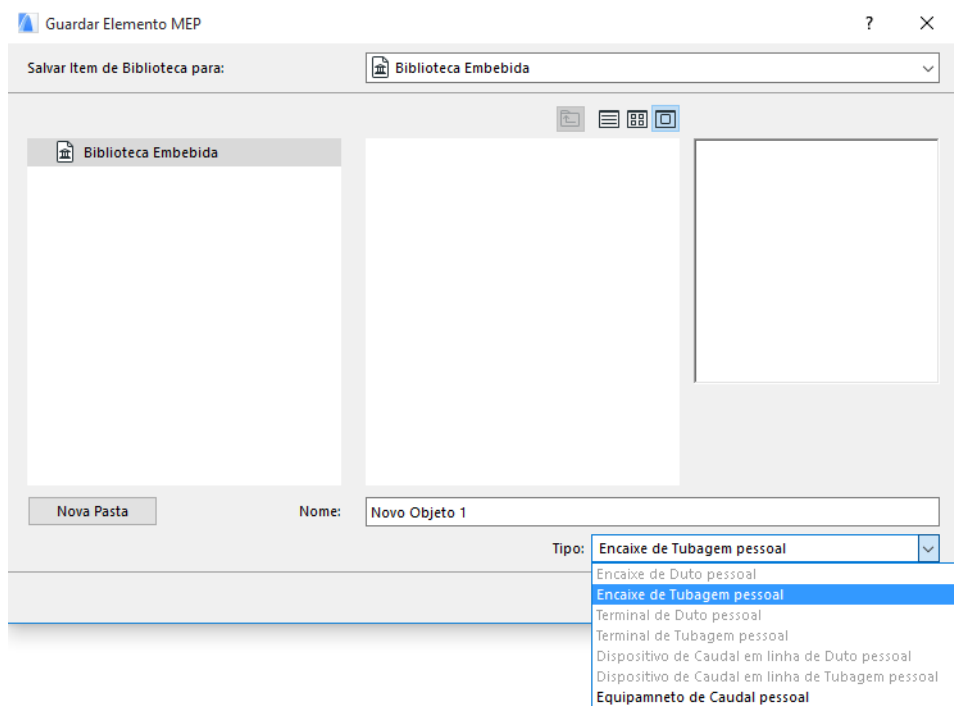 Guardar Elemento MEP
?
Salvar Item de Biblioteca para:
Biblioteca Embebida
Biblioteca Embebida
Nova Pasta
Nome:
Novo Objeto 1
Tipo:
Encaixe de Tubagem pessoal
Encaixe de Duto pessoal
Encaixe de Tubagem pessoal
Terminal de Duto pessoal
Terminal de Tubagem pessoal
Dispositivo de Caudal em linha de Duto pessoal
Dispositivo de Caudal em linha de Tubagem pessoal
Equipamneto de Caudal pessoal